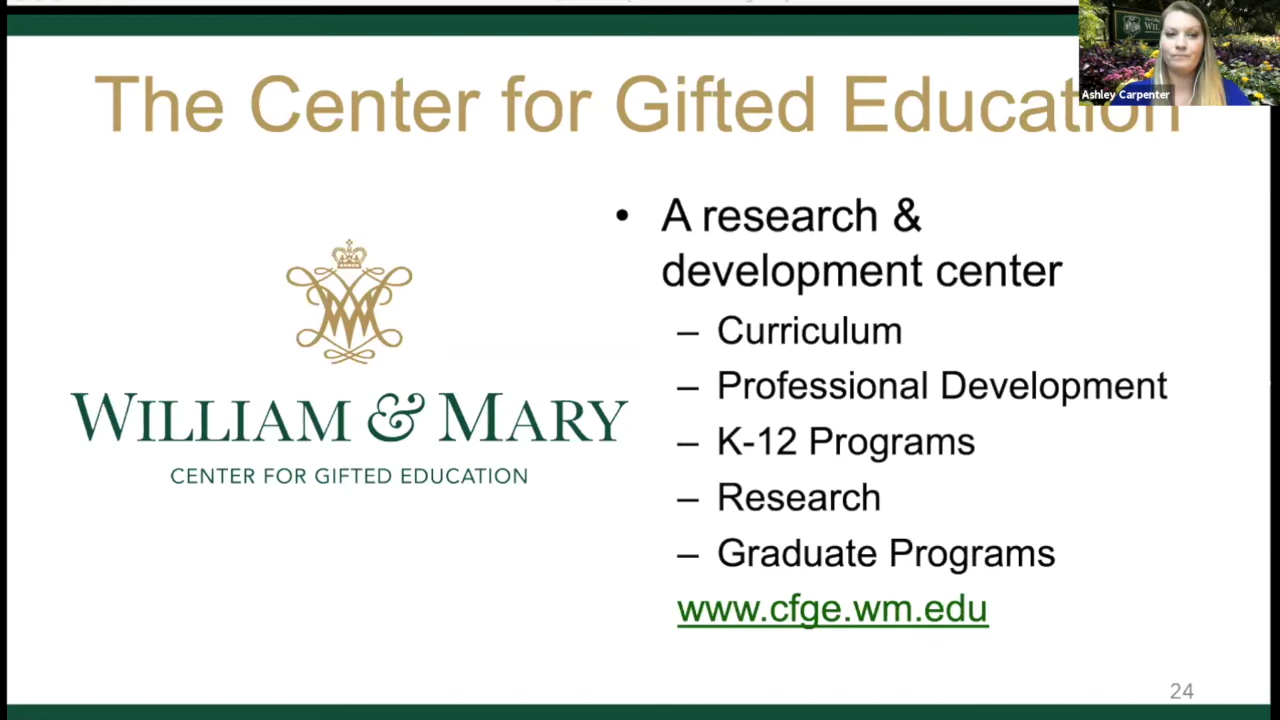 The Center for Gifted Education
Ashley Carpenter
• A research &
development center
– Curriculum
– Professional Development
– K-12 Programs
– Research
– Graduate Programs
www.cfge.wm.edu
WILLIAM & MARY
CENTER FOR GIFTED EDUCATION
24